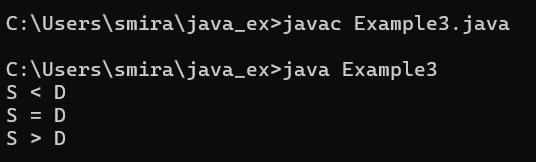 C:\Users\smira\java_ex>javac Example3.java
C:\Users\smira\java_ex>java Example3
S < D
S = D
S > D